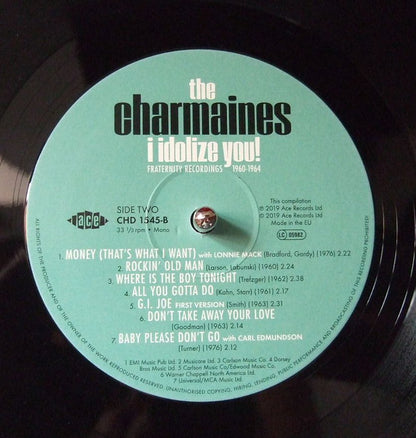 the
charmaines
i idolize you!
FRATERNITY RECORDINGS 1960-1964
ace
SIDE TWO
CHD 1545-B
33 ⅓ rpm • Mono
This compilation
℗ 2019 Ace Records Ltd
© 2019 Ace Records Ltd
Made in the EU
LC 05982
1. MONEY (THAT'S WHAT I WANT) with LONNIE MACK (Bradford, Gordy) (1976) 2.22
2. ROCKIN' OLD MAN (Larson, Labunski) (1960) 2.24
3. WHERE IS THE BOY TONIGHT (Trefzger) (1962) 2.38
4. ALL YOU GOTTA DO (Kahn, Starr) (1961) 2.17
5. G.I. JOE FIRST VERSION (Smith) (1963) 2.31
6. DON'T TAKE AWAY YOUR LOVE
(Goodman) (1963) 2.14
7. BABY PLEASE DON'T GO with CARL EDMUNDSON
(Turner) (1976) 2.12
1 EMI Music Pub Ltd. 2 Musicare Ltd. 3 Carlson Music Co. 4 Dorsey
Bros Music Ltd. 5 Carlson Music Co/Edwood Music Co.
6 Warner Chappell North America Ltd.
7 Universal/MCA Music Ltd.
ALL RIGHTS OF THE PRODUCER AND OF THE OWNER OF THE WORK REPRODUCED RESERVED. UNAUTHORISED COPYING, HIRING, LENDING, PUBLIC PERFORMANCE AND BROADCASTING OF THIS RECORD PROHIBITED!